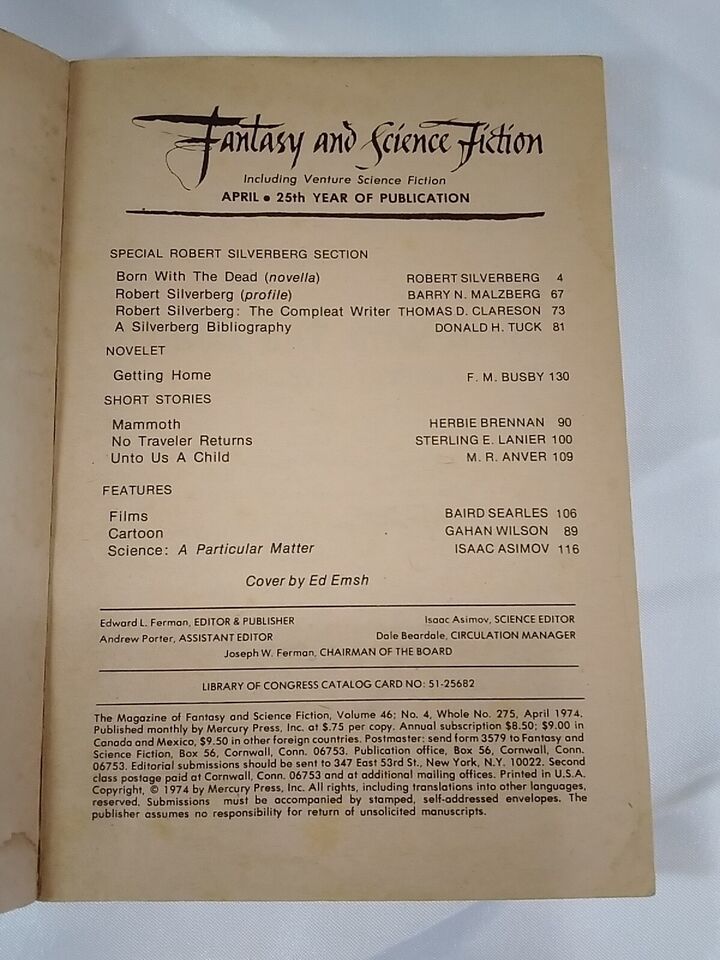 Fantasy and Science Fiction
Including Venture Science Fiction
APRIL • 25th YEAR OF PUBLICATION
SPECIAL ROBERT SILVERBERG SECTION
Born With The Dead (novella) ROBERT SILVERBERG 4
Robert Silverberg (profile) BARRY N. MALZBERG 67
Robert Silverberg: The Compleat Writer THOMAS D. CLARESON 73
A Silverberg Bibliography DONALD H. TUCK 81
NOVELET
Getting Home F. M. BUSBY 130
SHORT STORIES
Mammoth HERBIE BRENNAN 90
No Traveler Returns STERLING E. LANIER 100
Unto Us A Child M. R. ANVER 109
FEATURES
Films BAIRD SEARLES 106
Cartoon GAHAN WILSON 89
Science: A Particular Matter ISAAC ASIMOV 116
Cover by Ed Emsh
Edward L. Ferman, EDITOR & PUBLISHER Isaac Asimov, SCIENCE EDITOR
Andrew Porter, ASSISTANT EDITOR Dale Beardale, CIRCULATION MANAGER
Joseph W. Ferman, CHAIRMAN OF THE BOARD
LIBRARY OF CONGRESS CATALOG CARD NO: 51-25682
The Magazine of Fantasy and Science Fiction, Volume 46; No. 4, Whole No. 275, April 1974.
Published monthly by Mercury Press, Inc. at $.75 per copy. Annual subscription $8.50; $9.00 in
Canada and Mexico, $9.50 in other foreign countries. Postmaster: send form 3579 to Fantasy and
Science Fiction, Box 56, Cornwall, Conn. 06753. Publication office, Box 56, Cornwall, Conn.
06753. Editorial submissions should be sent to 347 East 53rd St., New York, N.Y. 10022. Second
class postage paid at Cornwall, Conn. 06753 and at additional mailing offices. Printed in U.S.A.
Copyright, © 1974 by Mercury Press, Inc. All rights, including translations into other languages,
reserved. Submissions must be accompanied by stamped, self-addressed envelopes. The
publisher assumes no responsibility for return of unsolicited manuscripts.